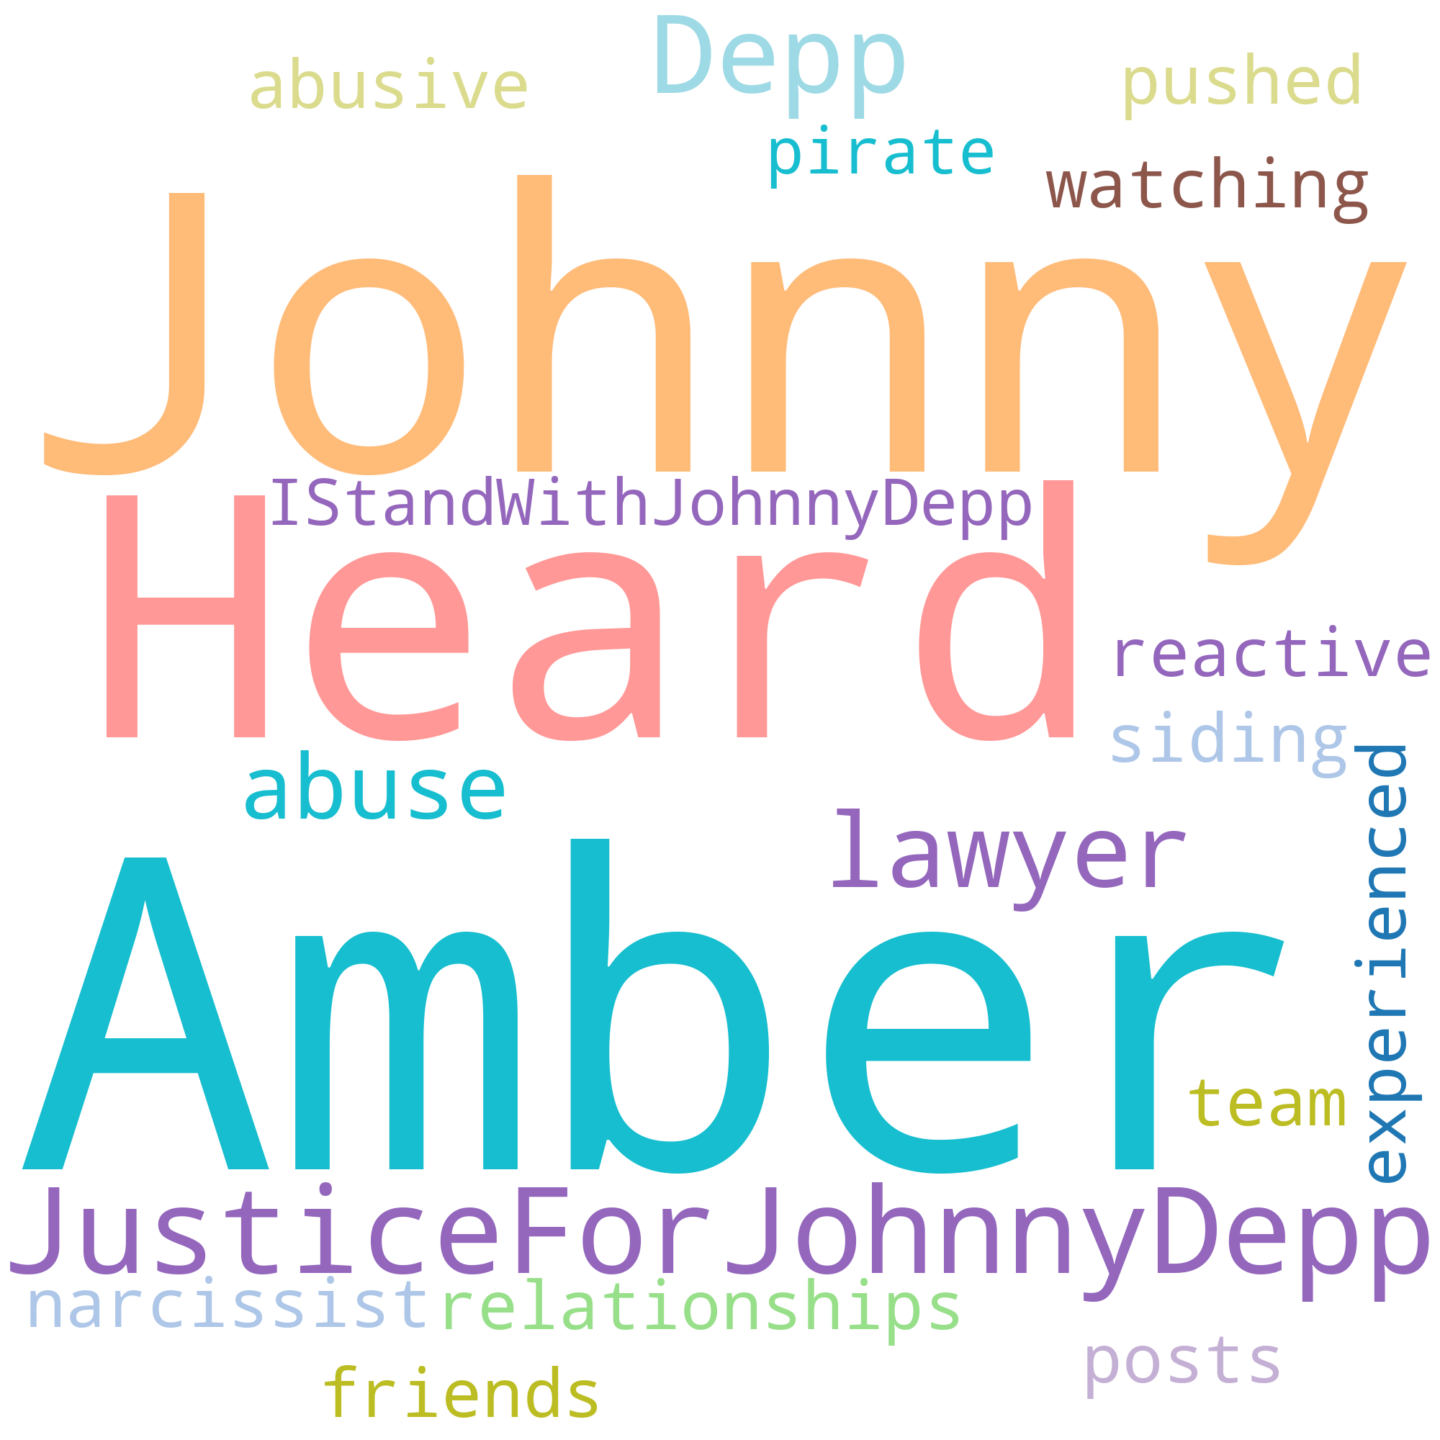 Depp
abusive
pushed
pirate
watching
Johnny
IStandWithJohnnyDepp
Heard
reactive
siding
abuse
lawyer
experienced
Amber
team
JusticeForJohnnyDepp
narcissist
relationships
posts
friends